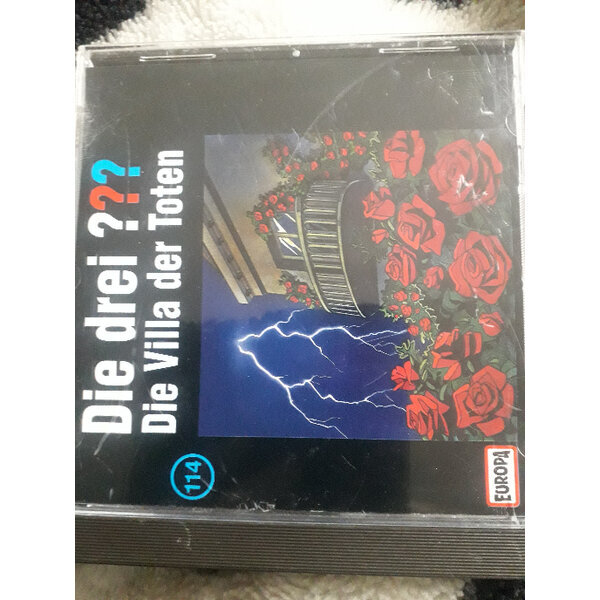 Die drei ???
Die Villa der Toten
114
EUROPA